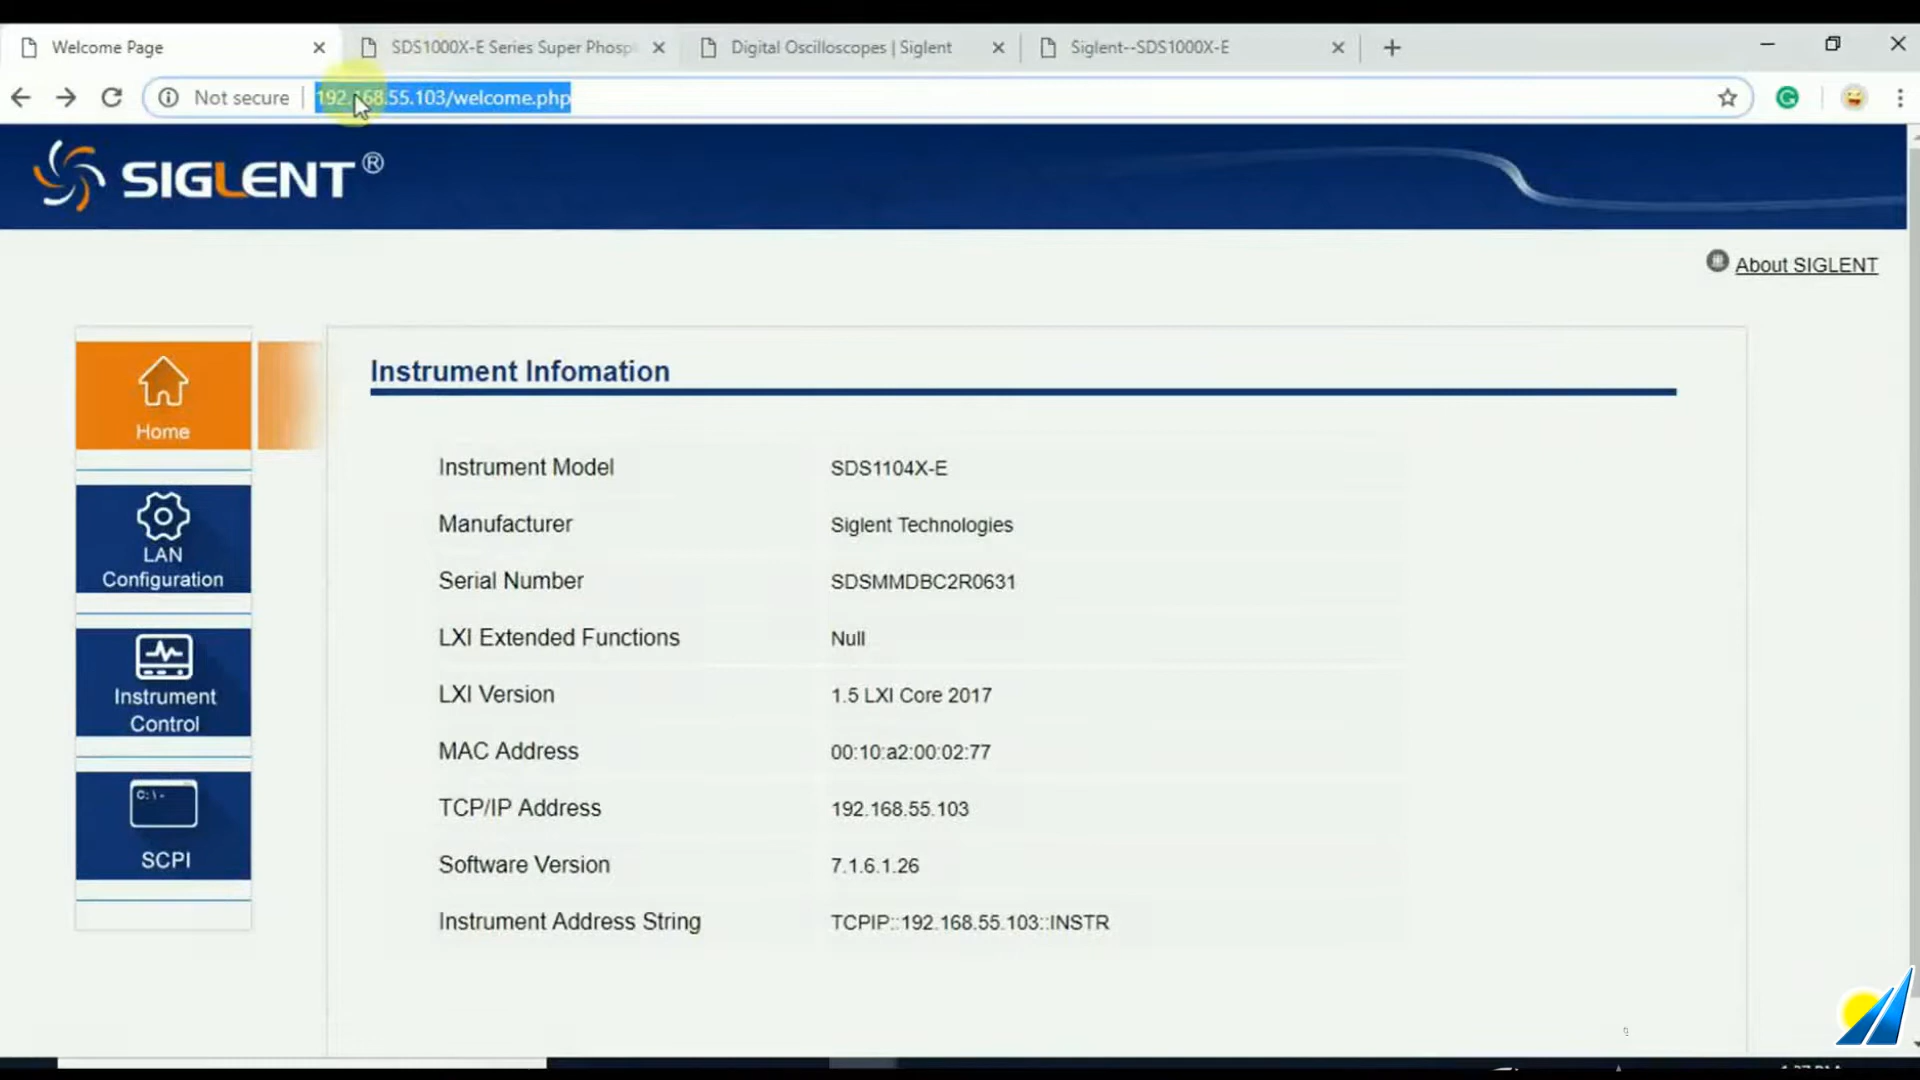 Welcome Page
SDS1000X-E Series Super Phosp
Digital Oscilloscopes | Siglent
Siglent--SDS1000X-E
Not secure
192.168.55.103/welcome.php
SIGLENT®
About SIGLENT
Home
LAN
Configuration
Instrument
Control
C:\-
SCPI
Instrument Infomation
Instrument Model SDS1104X-E
Manufacturer Siglent Technologies
Serial Number SDSMMDBC2R0631
LXI Extended Functions Null
LXI Version 1.5 LXI Core 2017
MAC Address 00:10:a2:00:02:77
TCP/IP Address 192.168.55.103
Software Version 7.1.6.1.26
Instrument Address String TCPIP::192.168.55.103::INSTR